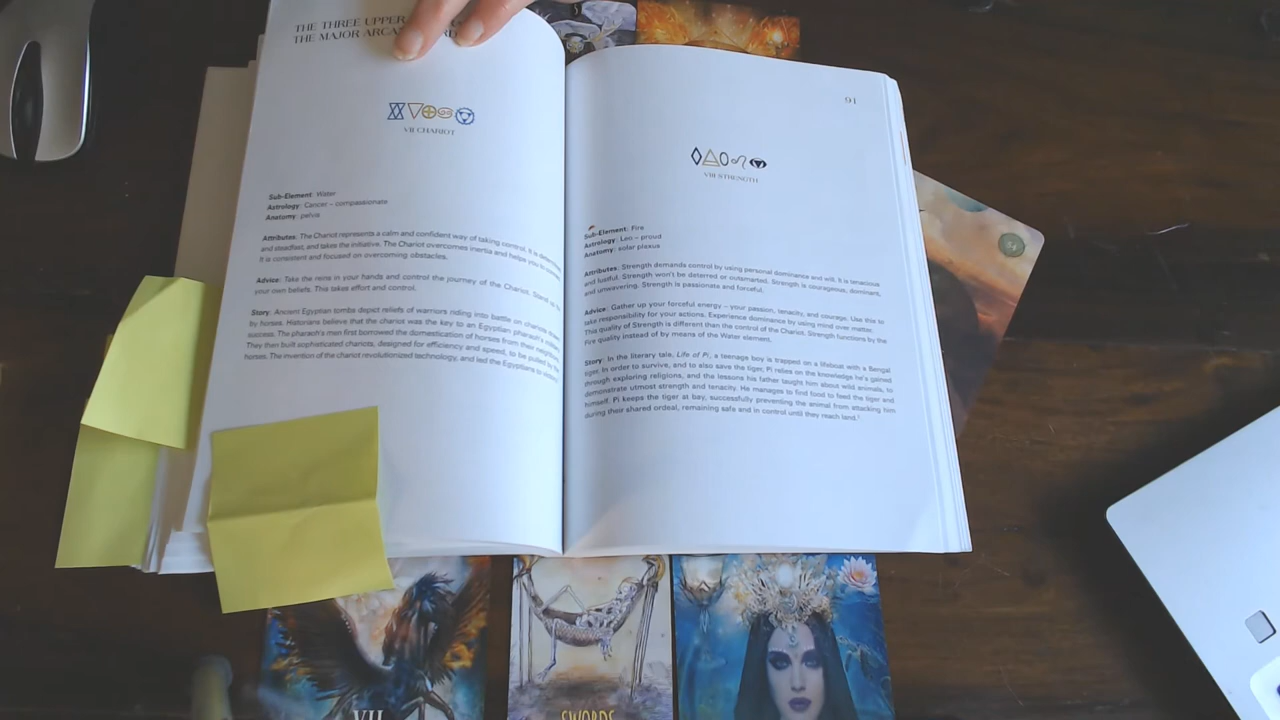 THE THREE UPPER
THE MAJOR ARCA
VII CHARIOT
Sub-Element: Water
Astrology: Cancer – compassionate
Anatomy: pelvis
Attributes: The Chariot represents a calm and confident way of taking control, it is
and steadfast, and takes the initiative. The Chariot overcomes inertia and helps you to
It is consistent and focused on overcoming obstacles.
Advice: Take the reins in your hands and control the journey of the Chariot. Stand
your own beliefs. This takes effort and control.
Story: Ancient Egyptian tombs depict reliefs of warriors riding into battle on chariots
by horses. Historians believe that the chariot was the key to an Egyptian pharaoh's
success. The pharaoh's men first borrowed the domestication of horses from their
They then built sophisticated chariots, designed for efficiency and speed, to be pulled by
horses. The invention of the chariot revolutionized technology, and led the Egyptians to
91
VIII STRENGTH
Sub-Element: Fire
Astrology: Leo – proud
Anatomy: solar plexus
Attributes: Strength demands control by using personal dominance and will. It is tenacious
and lustful. Strength won't be deterred or outsmarted. Strength is courageous, dominant,
and unwavering. Strength is passionate and forceful.
Advice: Gather up your forceful energy – your passion, tenacity, and courage. Use this to
take responsibility for your actions. Experience dominance by using mind over matter.
This quality of Strength is different than the control of the Chariot. Strength functions by the
Fire quality instead of by means of the Water element.
Story: In the literary tale, Life of Pi, a teenage boy is trapped on a lifeboat with a Bengal
tiger. In order to survive, and to also save the tiger, Pi relies on the knowledge he's gained
through exploring religions, and the lessons his father taught him about wild animals, to
demonstrate utmost strength and tenacity. He manages to find food to feed the tiger and
himself. Pi keeps the tiger at bay, successfully preventing the animal from attacking him
during their shared ordeal, remaining safe and in control until they reach land.
VII
SWORDS